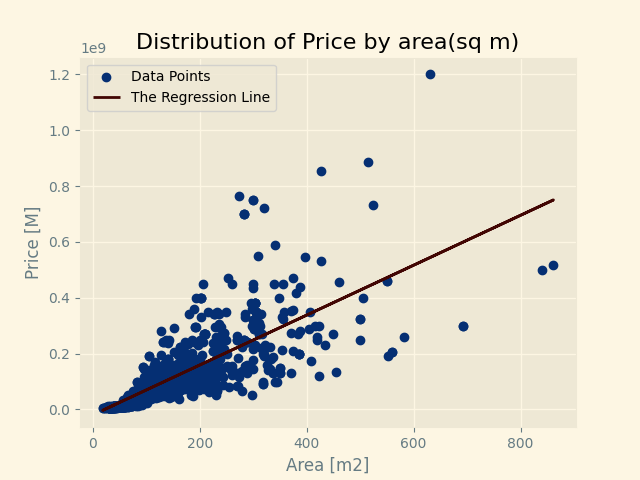 Distribution of Price by area(sq m)
1e9
Data Points
The Regression Line
1.2
1.0
0.8
0.6
0.4
0.2
0.0
Price [M]
0 200 400 600 800
Area [m2]